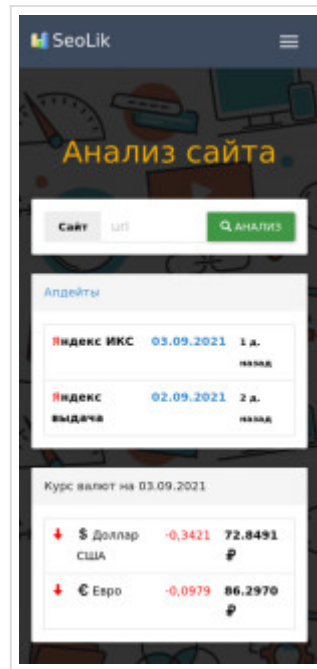 SeoLik
Анализ сайта
Сайт url АНАЛИЗ
Апдейты
Яндекс ИКС 03.09.2021 1 д.
назад
Яндекс 02.09.2021 2 д.
выдача назад
Курс валют на 03.09.2021
$ Доллар -0,3421 72.8491
США ₽
€ Евро -0,0979 86.2970
₽